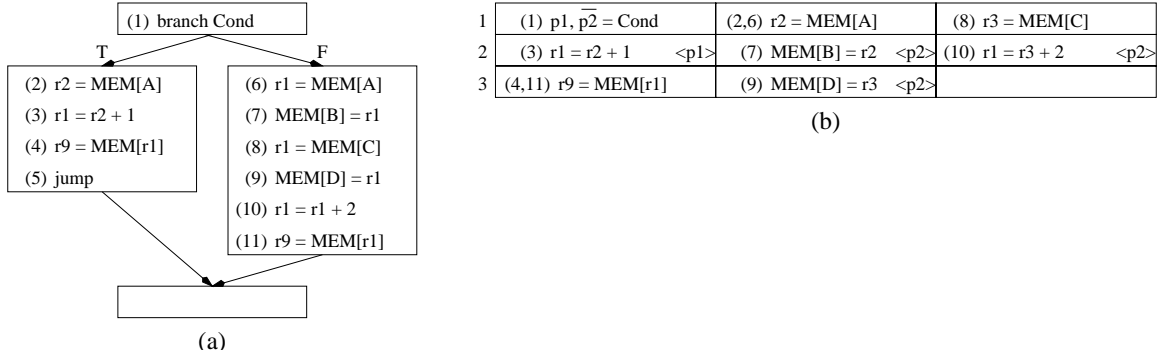 (1) branch Cond
T F
(2) r2 = MEM[A]
(3) r1 = r2 + 1
(4) r9 = MEM[r1]
(5) jump
(6) r1 = MEM[A]
(7) MEM[B] = r1
(8) r1 = MEM[C]
(9) MEM[D] = r1
(10) r1 = r1 + 2
(11) r9 = MEM[r1]
(a)
1 (1) p1, p̅2̅ = Cond (2,6) r2 = MEM[A] (8) r3 = MEM[C]
2 (3) r1 = r2 + 1 <p1> (7) MEM[B] = r2 <p2> (10) r1 = r3 + 2 <p2>
3 (4,11) r9 = MEM[r1] (9) MEM[D] = r3 <p2>
(b)